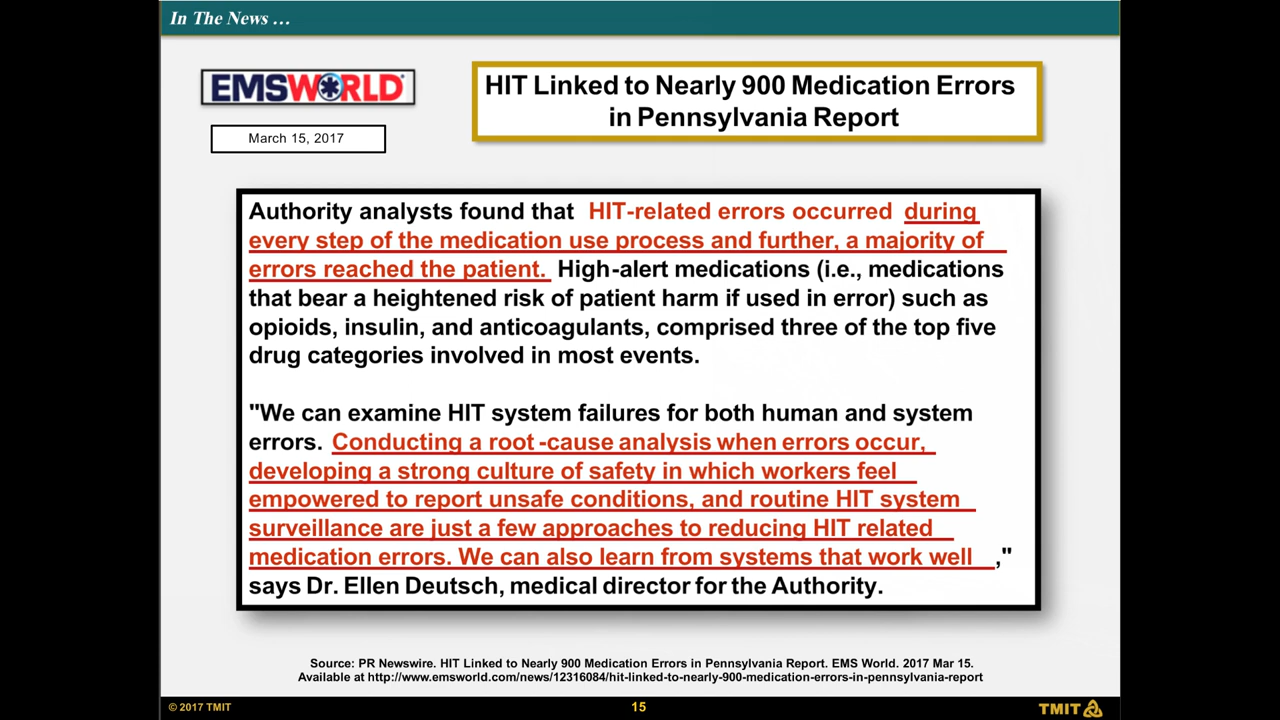 In The News …
EMSWORLD
March 15, 2017
HIT Linked to Nearly 900 Medication Errors
in Pennsylvania Report
Authority analysts found that HIT-related errors occurred during
every step of the medication use process and further, a majority of
errors reached the patient. High-alert medications (i.e., medications
that bear a heightened risk of patient harm if used in error) such as
opioids, insulin, and anticoagulants, comprised three of the top five
drug categories involved in most events.
"We can examine HIT system failures for both human and system
errors. Conducting a root -cause analysis when errors occur,
developing a strong culture of safety in which workers feel
empowered to report unsafe conditions, and routine HIT system
surveillance are just a few approaches to reducing HIT related
medication errors. We can also learn from systems that work well ,"
says Dr. Ellen Deutsch, medical director for the Authority.
Source: PR Newswire. HIT Linked to Nearly 900 Medication Errors in Pennsylvania Report. EMS World. 2017 Mar 15.
Available at http://www.emsworld.com/news/12316084/hit-linked-to-nearly-900-medication-errors-in-pennsylvania-report
© 2017 TMIT
15
TMIT